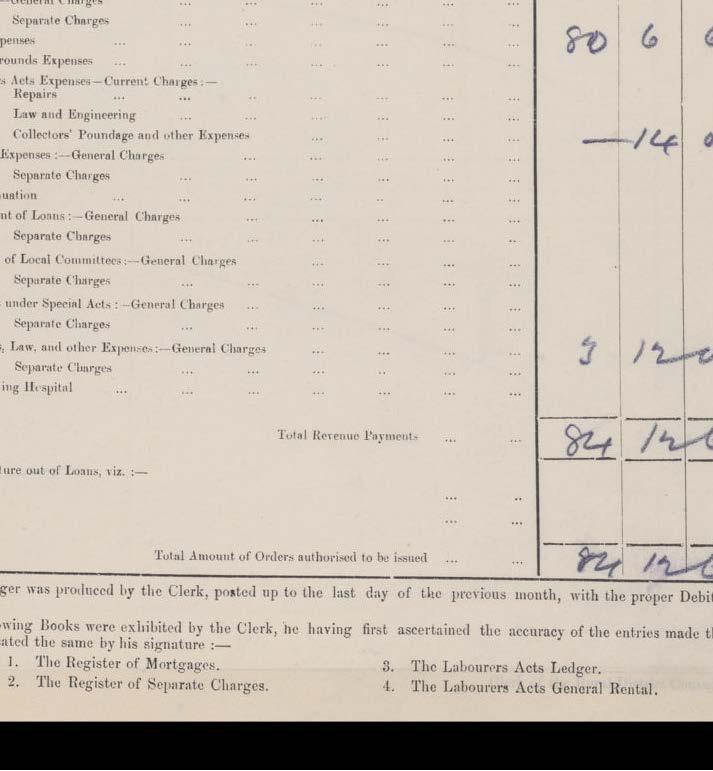 —General Charges
Separate Charges
penses 80 6
rounds Expenses
s Acts Expenses—Current Charges:—
Repairs
Law and Engineering
Collectors' Poundage and other Expenses — 14
Expenses :—General Charges
Separate Charges
uation
nt of Loans :—General Charges
Separate Charges
of Local Committees:—General Charges
Separate Charges
under Special Acts :—General Charges
Separate Charges
, Law, and other Expenses:—General Charges
Separate Charges 3 12
ing Hospital
Total Revenue Payments 84 12
ture out of Loans, viz. :—
Total Amount of Orders authorised to be issued 84 12
ger was produced by the Clerk, posted up to the last day of the previous month, with the proper Debit
wing Books were exhibited by the Clerk, he having first ascertained the accuracy of the entries made th
ated the same by his signature :—
1. The Register of Mortgages.
2. The Register of Separate Charges.
3. The Labourers Acts Ledger.
4. The Labourers Acts General Rental.